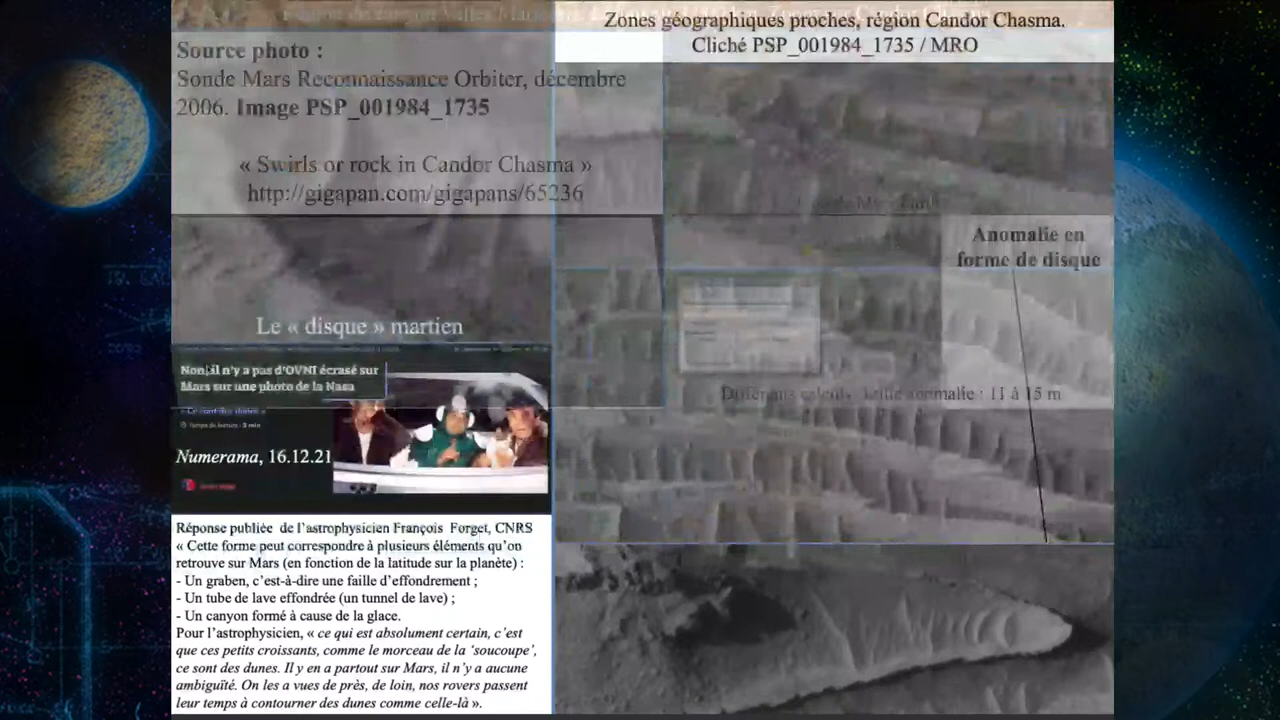 Zones géographiques proches, région Candor Chasma.
Cliché PSP_001984_1735 / MRO
Source photo :
Sonde Mars Reconnaissance Orbiter, décembre
2006. Image PSP_001984_1735
« Swirls or rock in Candor Chasma »
http://gigapan.com/gigapans/65236
Anomalie en
forme de disque
Le « disque » martien
Non, il n’y a pas d’OVNI écrasé sur
Mars sur une photo de la Nasa
Numerama, 16.12.21
anomalie : 11 à 15 m
Réponse publiée de l’astrophysicien François Forget, CNRS
« Cette forme peut correspondre à plusieurs éléments qu’on
retrouve sur Mars (en fonction de la latitude sur la planète) :
- Un graben, c’est-à-dire une faille d’effondrement ;
- Un tube de lave effondrée (un tunnel de lave) ;
- Un canyon formé à cause de la glace.
Pour l’astrophysicien, « ce qui est absolument certain, c’est
que ces petits croissants, comme le morceau de la ‘soucoupe’,
ce sont des dunes. Il y en a partout sur Mars, il n’y a aucune
ambiguïté. On les a vues de près, de loin, nos rovers passent
leur temps à contourner des dunes comme celle-là ».